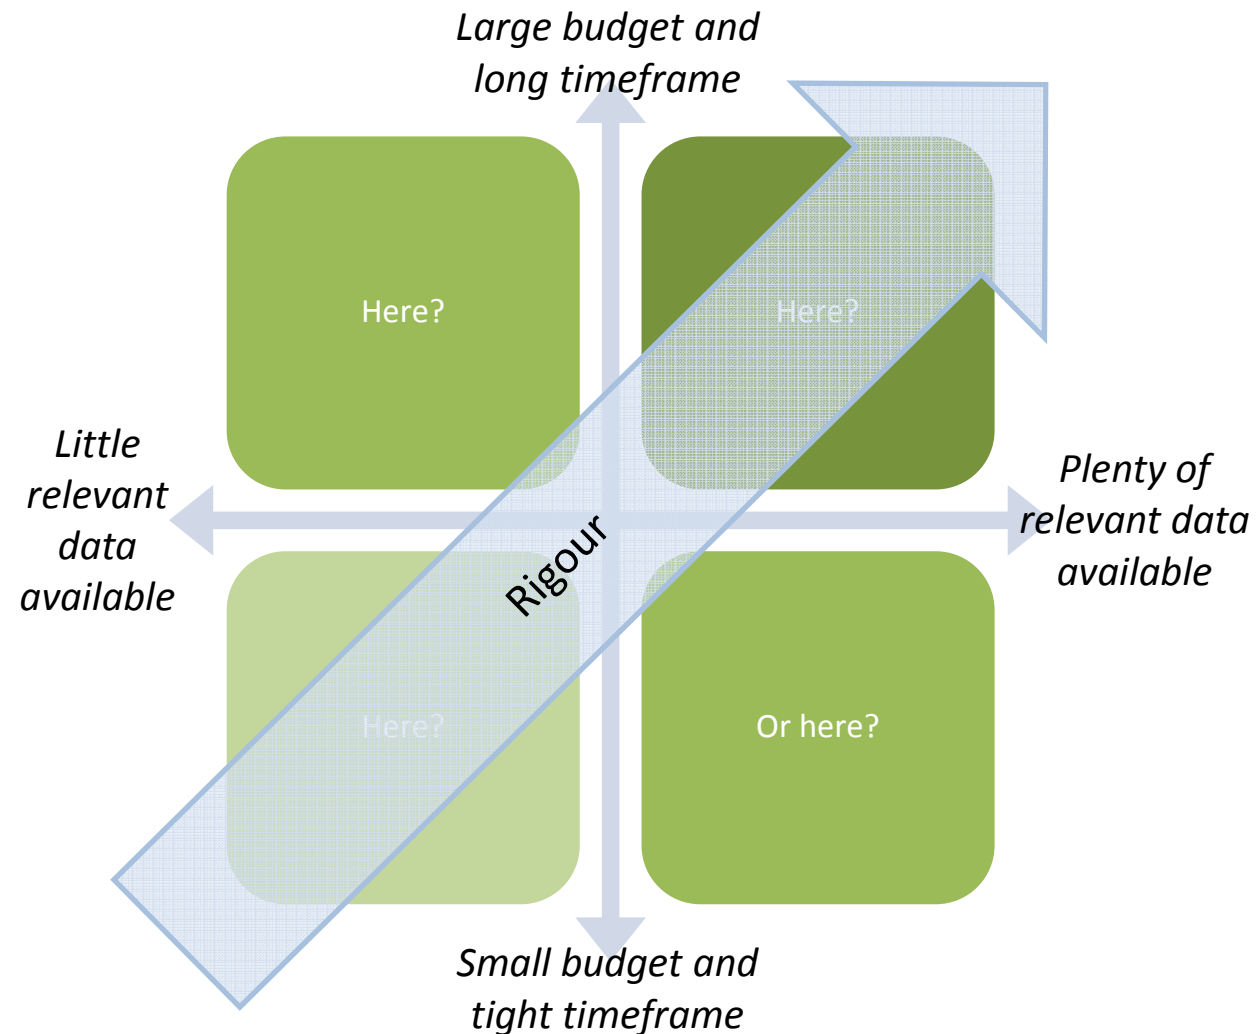 Large budget and
long timeframe
Here?
Here?
Little
relevant
data
available
Plenty of
relevant data
available
Rigour
Here?
Or here?
Small budget and
tight timeframe